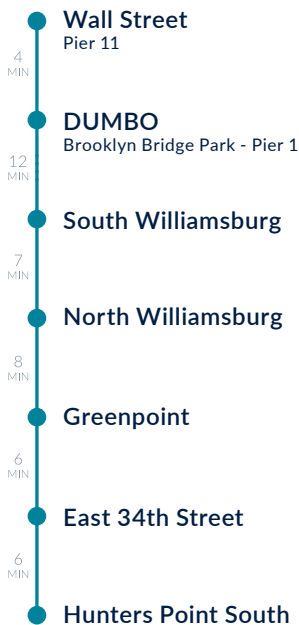 Wall Street
Pier 11
4
MIN
DUMBO
Brooklyn Bridge Park - Pier 1
12
MIN
South Williamsburg
7
MIN
North Williamsburg
8
MIN
Greenpoint
6
MIN
East 34th Street
6
MIN
Hunters Point South